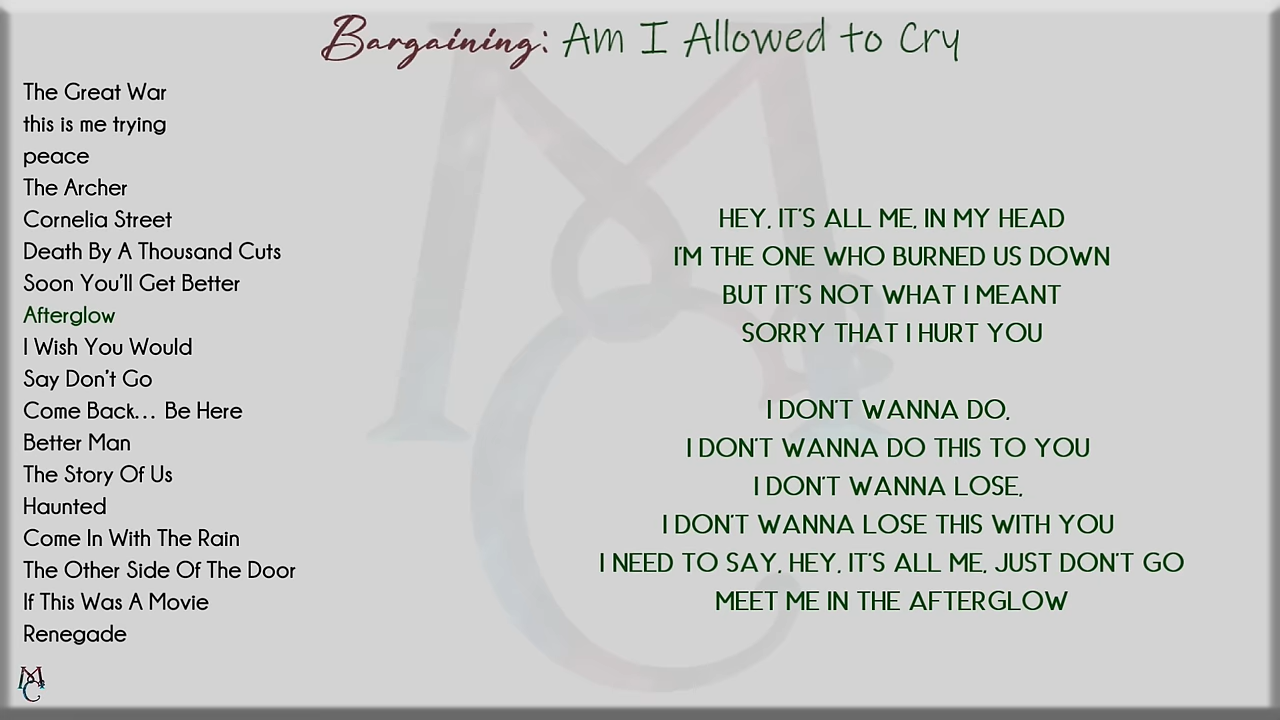 Bargaining: Am I Allowed to Cry
The Great War
this is me trying
peace
The Archer
Cornelia Street
Death By A Thousand Cuts
Soon You'll Get Better
Afterglow
I Wish You Would
Say Don't Go
Come Back... Be Here
Better Man
The Story Of Us
Haunted
Come In With The Rain
The Other Side Of The Door
If This Was A Movie
Renegade
HEY, IT'S ALL ME, IN MY HEAD
I'M THE ONE WHO BURNED US DOWN
BUT IT'S NOT WHAT I MEANT
SORRY THAT I HURT YOU
I DON'T WANNA DO,
I DON'T WANNA DO THIS TO YOU
I DON'T WANNA LOSE,
I DON'T WANNA LOSE THIS WITH YOU
I NEED TO SAY, HEY, IT'S ALL ME, JUST DON'T GO
MEET ME IN THE AFTERGLOW